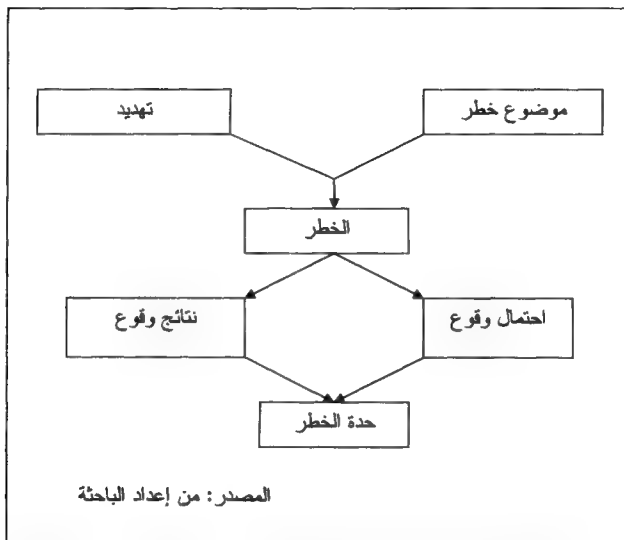 موضوع خطر
تهديد
الخطر
احتمال وقوع
نتائج وقوع
حدة الخطر
المصدر: من إعداد الباحثة